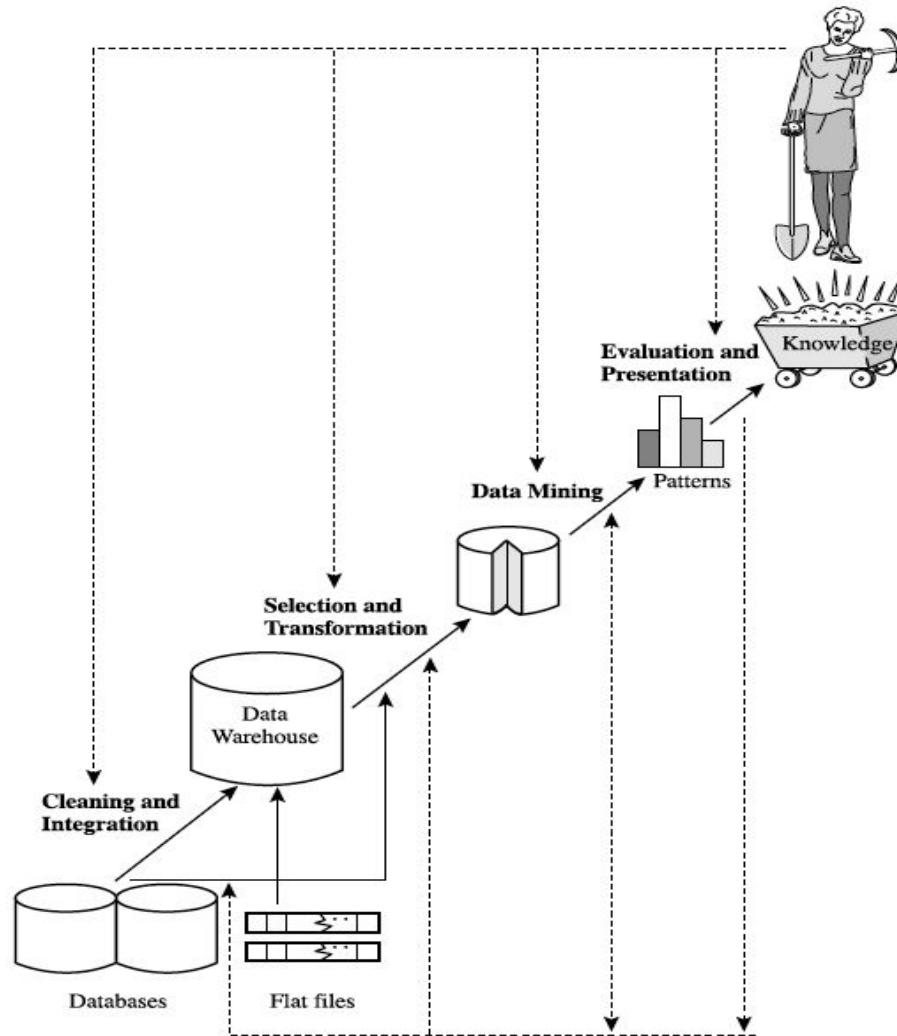 Evaluation and
Presentation
Knowledge
Patterns
Data Mining
Selection and
Transformation
Data
Warehouse
Cleaning and
Integration
Databases
Flat files